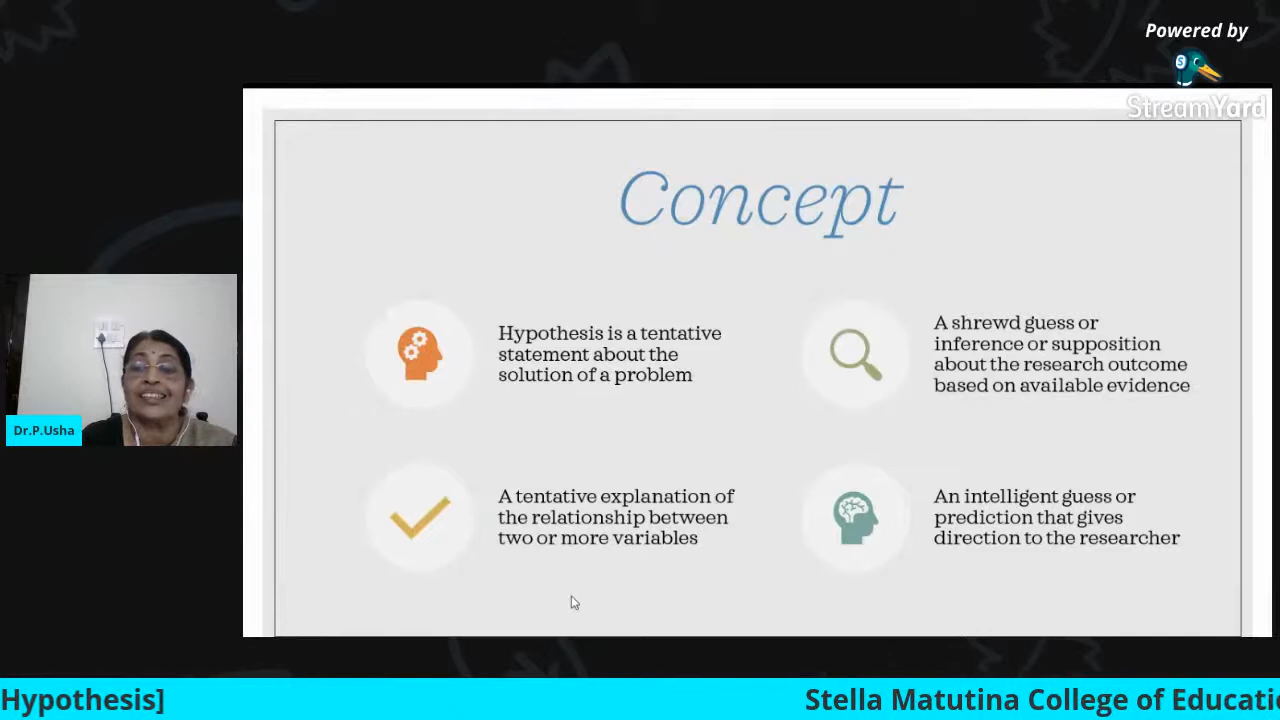 Powered by
StreamYard
Concept
Hypothesis is a tentative
statement about the
solution of a problem
A shrewd guess or
inference or supposition
about the research outcome
based on available evidence
A tentative explanation of
the relationship between
two or more variables
An intelligent guess or
prediction that gives
direction to the researcher
Dr.P.Usha
Hypothesis]
Stella Matutina College of Educati